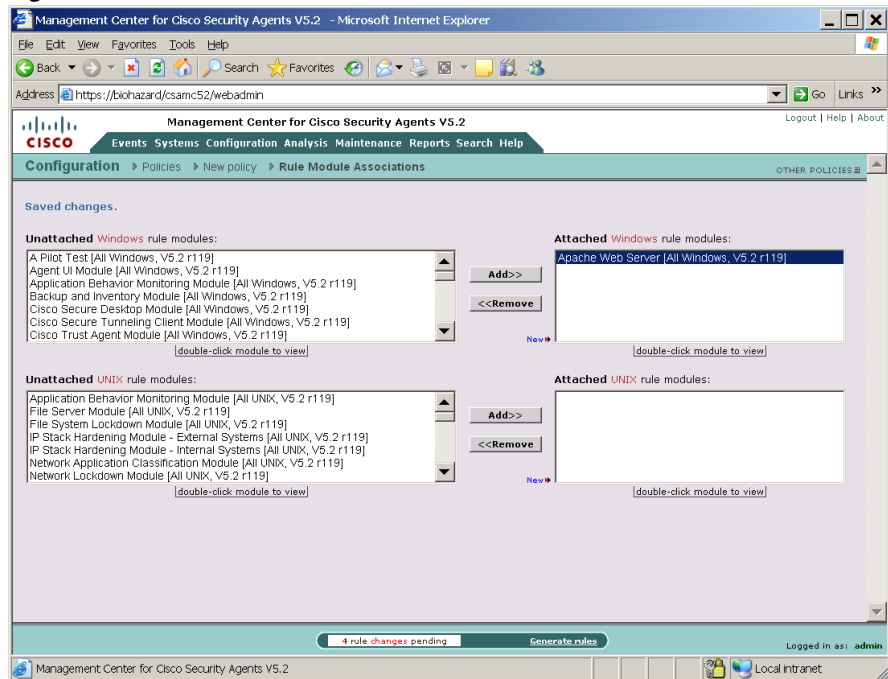 Management Center for Cisco Security Agents V5.2 - Microsoft Internet Explorer
File Edit View Favorites Tools Help
Back Search Favorites
Address https://biohazard/csamc52/webadmin Go Links »
Management Center for Cisco Security Agents V5.2 Logout | Help | About
CISCO Events Systems Configuration Analysis Maintenance Reports Search Help
Configuration Policies New policy Rule Module Associations OTHER POLICIES
Saved changes.
Unattached Windows rule modules: Attached Windows rule modules:
A Pilot Test [All Windows, V5.2 r119] Apache Web Server [All Windows, V5.2 r119]
Agent UI Module [All Windows, V5.2 r119]
Application Behavior Monitoring Module [All Windows, V5.2 r119] Add>>
Backup and Inventory Module [All Windows, V5.2 r119]
Cisco Secure Desktop Module [All Windows, V5.2 r119] <<Remove
Cisco Secure Tunneling Client Module [All Windows, V5.2 r119]
Cisco Trust Agent Module [All Windows, V5.2 r119] New
double-click module to view double-click module to view
Unattached UNIX rule modules: Attached UNIX rule modules:
Application Behavior Monitoring Module [All UNIX, V5.2 r119]
File Server Module [All UNIX, V5.2 r119] Add>>
File System Lockdown Module [All UNIX, V5.2 r119]
IP Stack Hardening Module - External Systems [All UNIX, V5.2 r119]
IP Stack Hardening Module - Internal Systems [All UNIX, V5.2 r119] <<Remove
Network Application Classification Module [All UNIX, V5.2 r119]
Network Lockdown Module [All UNIX, V5.2 r119] New
double-click module to view double-click module to view
4 rule changes pending Generate rules Logged in as: admin
Management Center for Cisco Security Agents V5.2 Local intranet